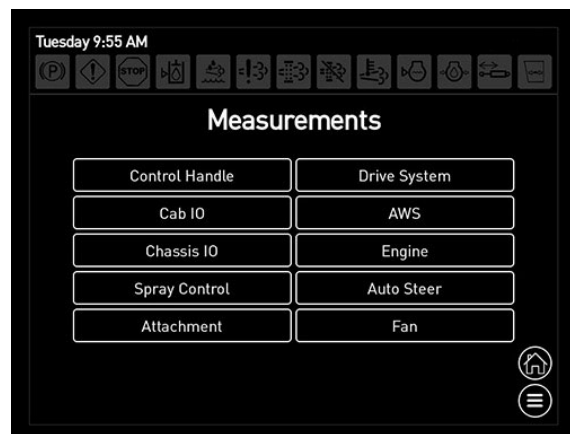 Tuesday 9:55 AM
(P) STOP
Measurements
Control Handle Drive System
Cab IO AWS
Chassis IO Engine
Spray Control Auto Steer
Attachment Fan